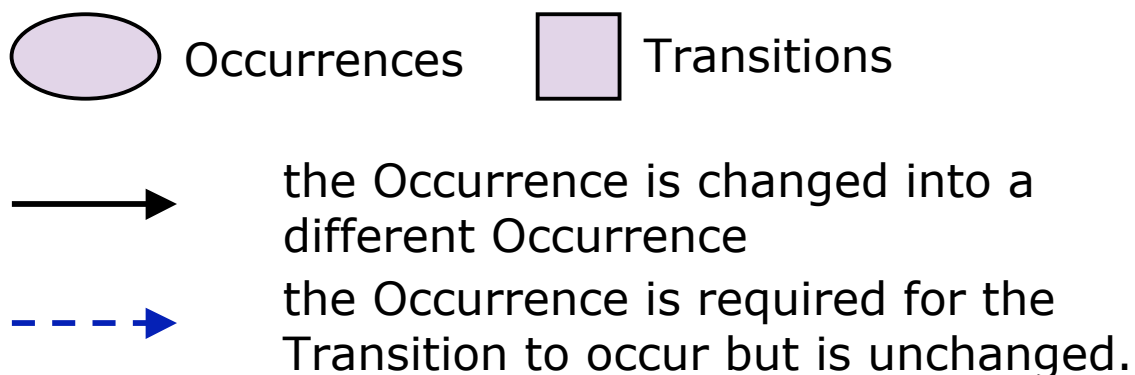 Occurrences
Transitions
the Occurrence is changed into a
different Occurrence
the Occurrence is required for the
Transition to occur but is unchanged.